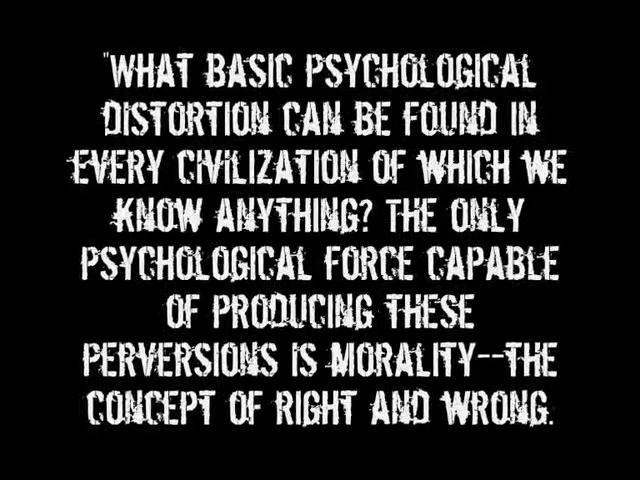 "WHAT BASIC PSYCHOLOGICAL
DISTORTION CAN BE FOUND IN
EVERY CIVILIZATION OF WHICH WE
KNOW ANYTHING? THE ONLY
PSYCHOLOGICAL FORCE CAPABLE
OF PRODUCING THESE
PERVERSIONS IS MORALITY--THE
CONCEPT OF RIGHT AND WRONG.